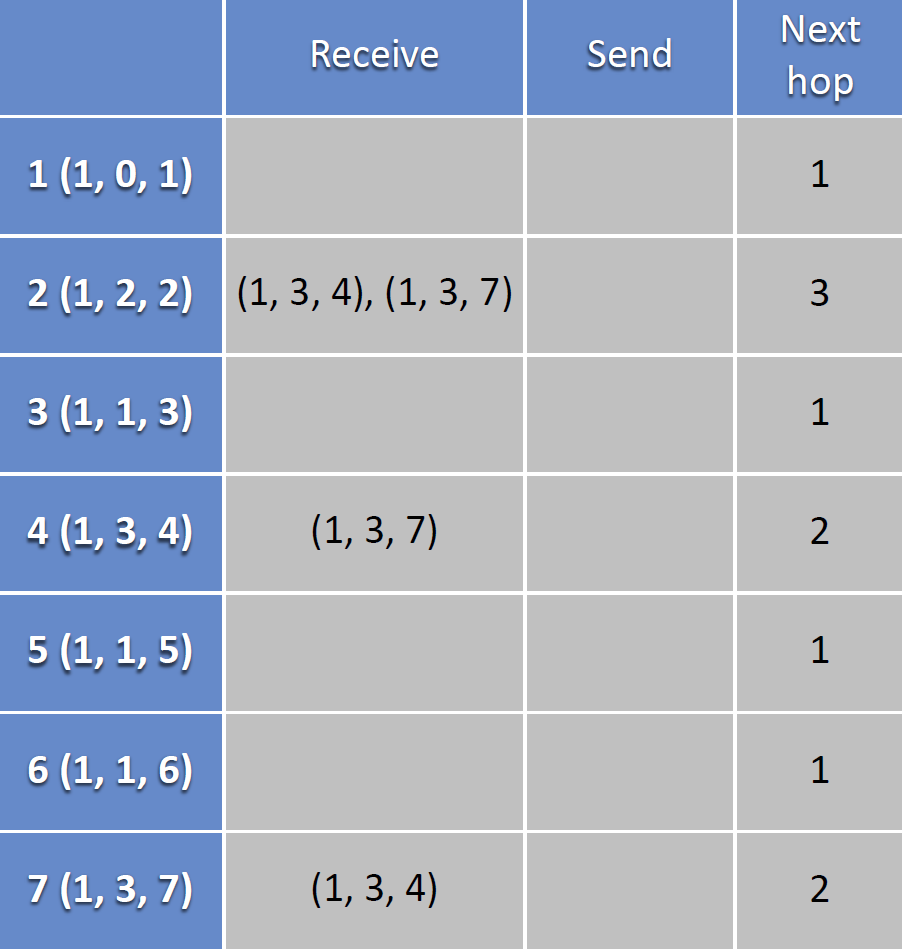 Receive Send Next hop
1 (1, 0, 1) 1
2 (1, 2, 2) (1, 3, 4), (1, 3, 7) 3
3 (1, 1, 3) 1
4 (1, 3, 4) (1, 3, 7) 2
5 (1, 1, 5) 1
6 (1, 1, 6) 1
7 (1, 3, 7) (1, 3, 4) 2